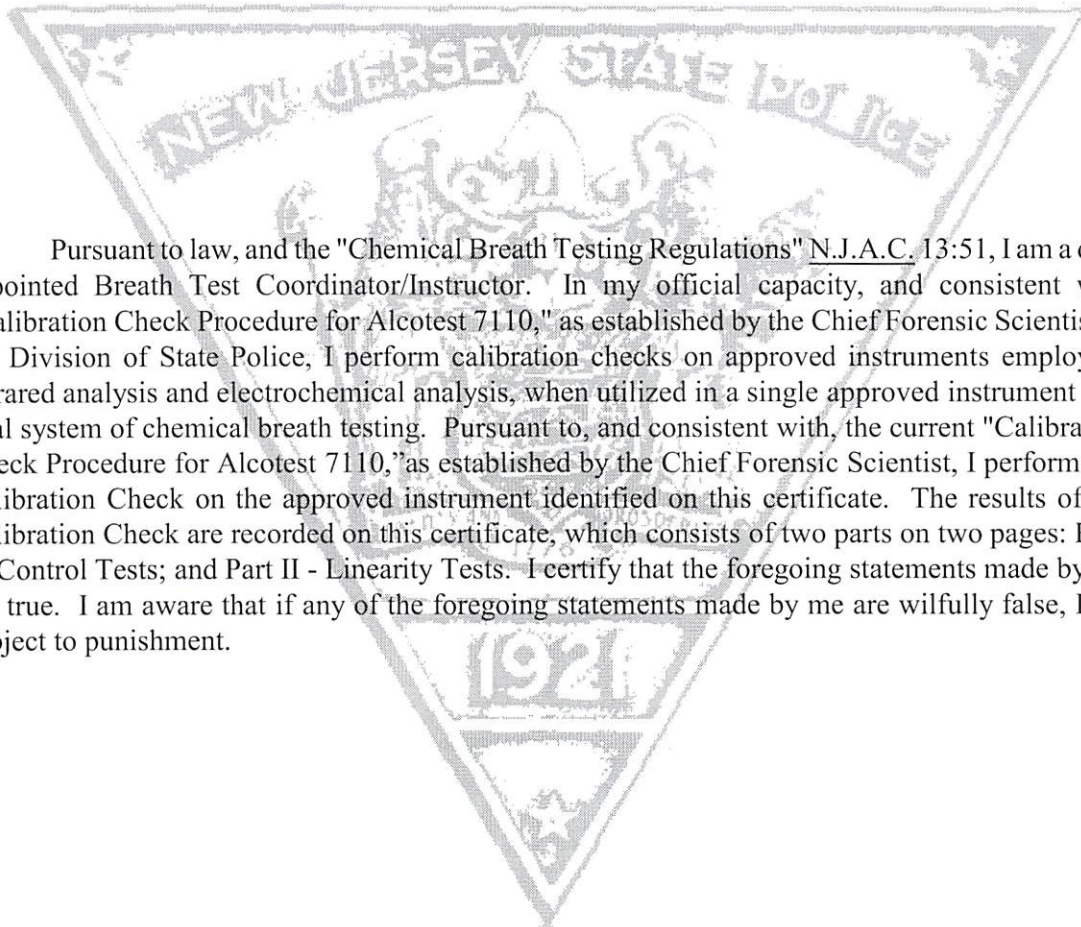 NEW JERSEY STATE POLICE
Pursuant to law, and the "Chemical Breath Testing Regulations" N.J.A.C. 13:51, I am a
pointed Breath Test Coordinator/Instructor. In my official capacity, and consistent
alibration Check Procedure for Alcotest 7110," as established by the Chief Forensic Scientis
Division of State Police, I perform calibration checks on approved instruments employ
rared analysis and electrochemical analysis, when utilized in a single approved instrument
al system of chemical breath testing. Pursuant to, and consistent with, the current "Calibra
eck Procedure for Alcotest 7110,”as established by the Chief Forensic Scientist, I perform
libration Check on the approved instrument identified on this certificate. The results of
libration Check are recorded on this certificate, which consists of two parts on two pages:
Control Tests; and Part II - Linearity Tests. I certify that the foregoing statements made by
true. I am aware that if any of the foregoing statements made by me are wilfully false, I
ject to punishment.
1921